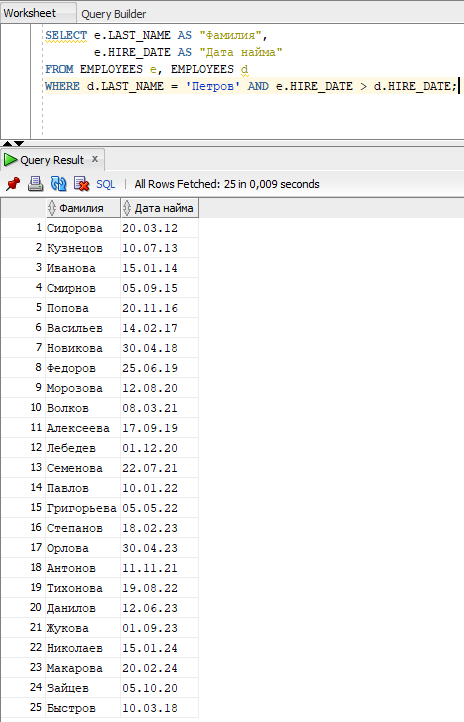 Worksheet Query Builder
SELECT e.LAST_NAME AS "Фамилия",
e.HIRE_DATE AS "Дата найма"
FROM EMPLOYEES e, EMPLOYEES d
WHERE d.LAST_NAME = 'Петров' AND e.HIRE_DATE > d.HIRE_DATE;
Query Result x
SQL | All Rows Fetched: 25 in 0,009 seconds
Фамилия Дата найма
1 Сидорова 20.03.12
2 Кузнецов 10.07.13
3 Иванова 15.01.14
4 Смирнов 05.09.15
5 Попова 20.11.16
6 Васильев 14.02.17
7 Новикова 30.04.18
8 Федоров 25.06.19
9 Морозова 12.08.20
10 Волков 08.03.21
11 Алексеева 17.09.19
12 Лебедев 01.12.20
13 Семенова 22.07.21
14 Павлов 10.01.22
15 Григорьева 05.05.22
16 Степанов 18.02.23
17 Орлова 30.04.23
18 Антонов 11.11.21
19 Тихонова 19.08.22
20 Данилов 12.06.23
21 Жукова 01.09.23
22 Николаев 15.01.24
23 Макарова 20.02.24
24 Зайцев 05.10.20
25 Быстров 10.03.18